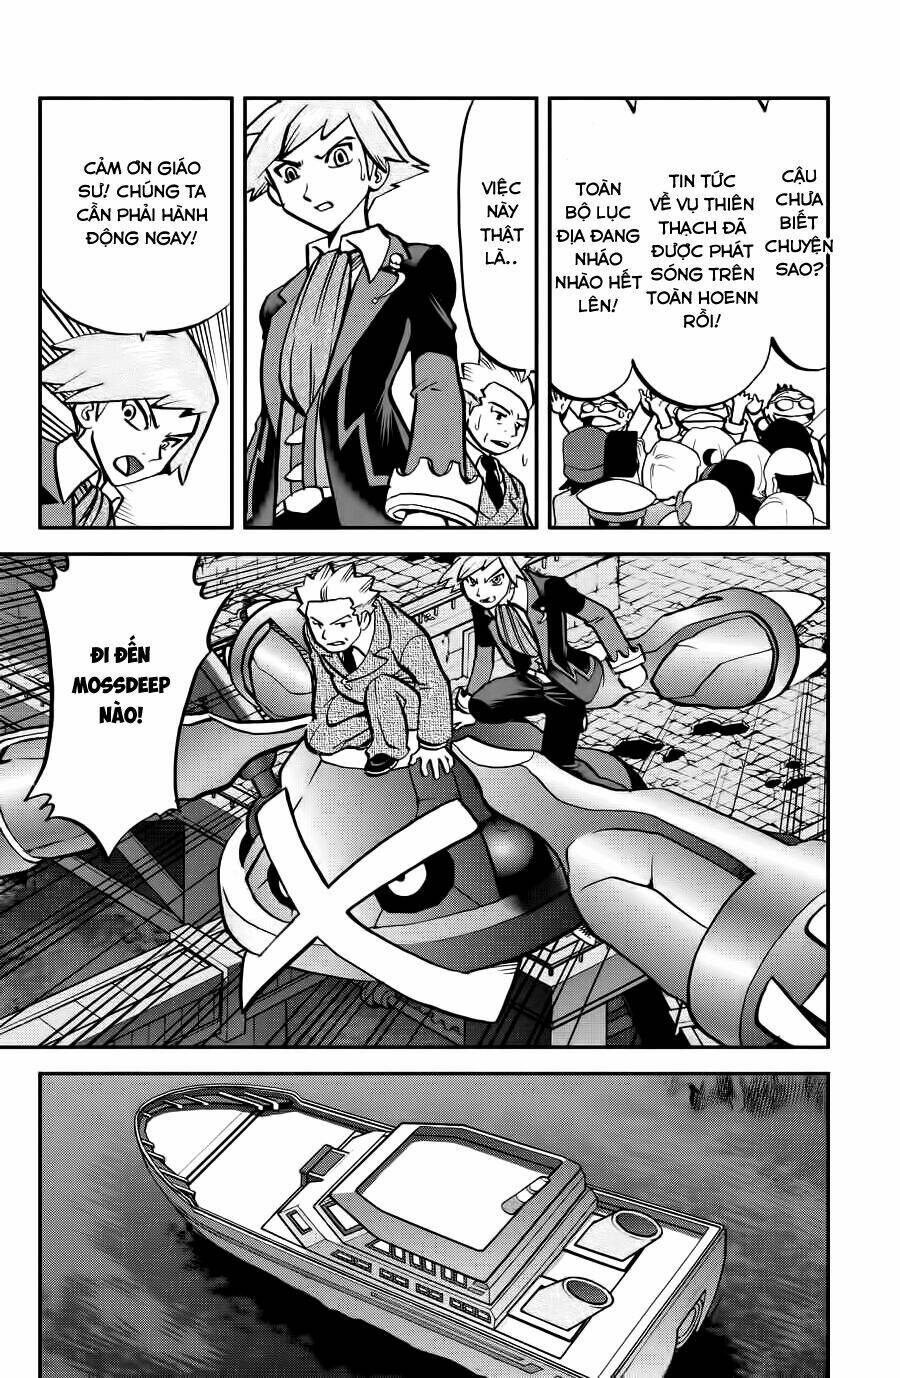 CẬU
CHƯA
BIẾT
CHUYỆN
SAO?
TIN TỨC
VỀ VỤ THIÊN
THẠCH ĐÃ
ĐƯỢC PHÁT
SÓNG TRÊN
TOÀN HOENN
RỒI!
TOÀN
BỘ LỤC
ĐỊA ĐANG
NHÁO
NHÀO HẾT
LÊN!
VIỆC
NÀY
THẬT
LÀ..
CẢM ƠN GIÁO
SƯ! CHÚNG TA
CẦN PHẢI HÀNH
ĐỘNG NGAY!
ĐI ĐẾN
MOSSDEEP
NÀO!